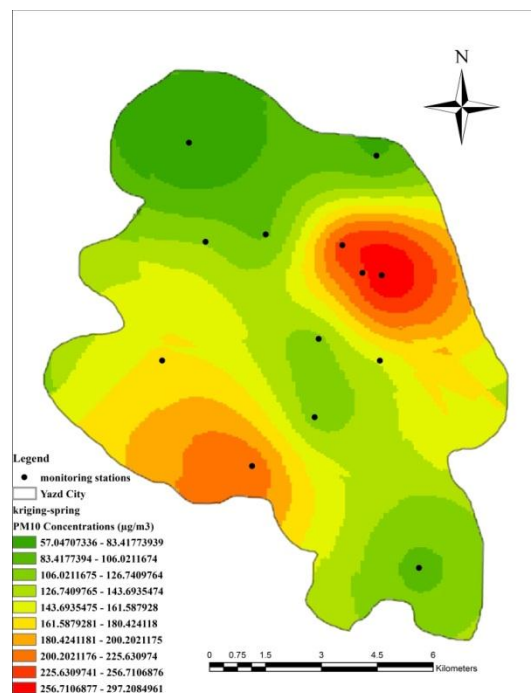 N
Legend
monitoring stations
Yazd City
kriging-spring
PM10 Concentrations (µg/m3)
57.04707336 - 83.41773939
83.4177394 - 106.0211674
106.0211675 - 126.7409764
126.7409765 - 143.6935474
143.6935475 - 161.587928
161.5879281 - 180.424118
180.4241181 - 200.2021175
200.2021176 - 225.630974
225.6309741 - 256.7106876
256.7106877 - 297.2084961
0 0.75 1.5 3 4.5 6
Kilometers